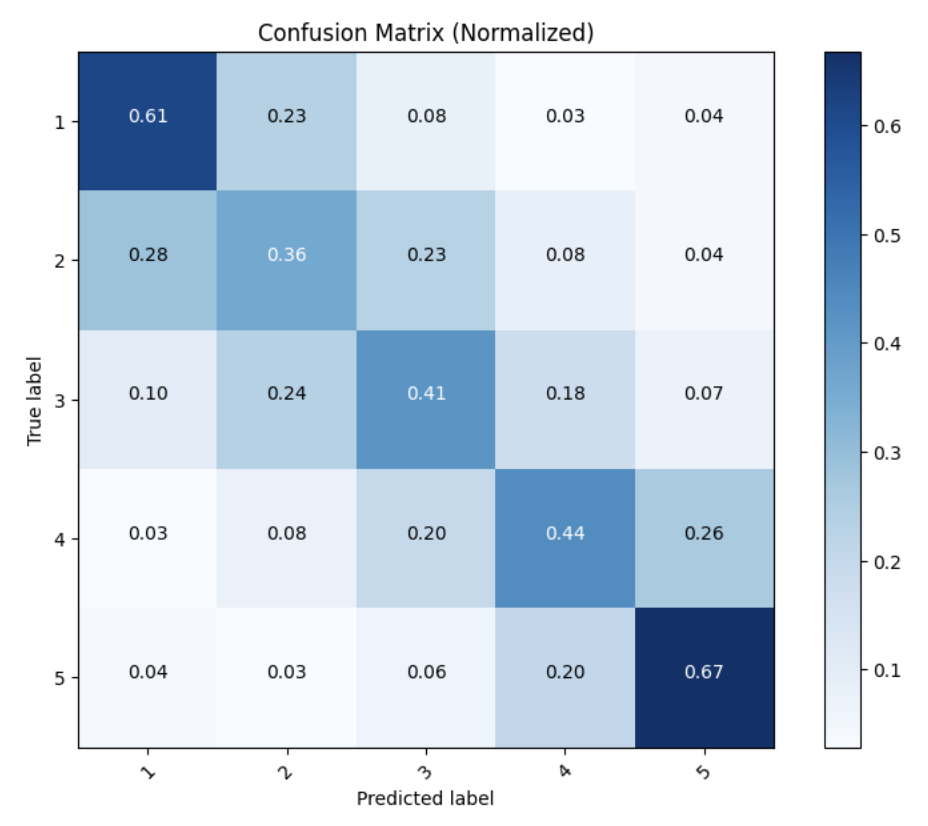 Confusion Matrix (Normalized)
True label
1 0.61 0.23 0.08 0.03 0.04
2 0.28 0.36 0.23 0.08 0.04
3 0.10 0.24 0.41 0.18 0.07
4 0.03 0.08 0.20 0.44 0.26
5 0.04 0.03 0.06 0.20 0.67
1 2 3 4 5
Predicted label
0.6
0.5
0.4
0.3
0.2
0.1